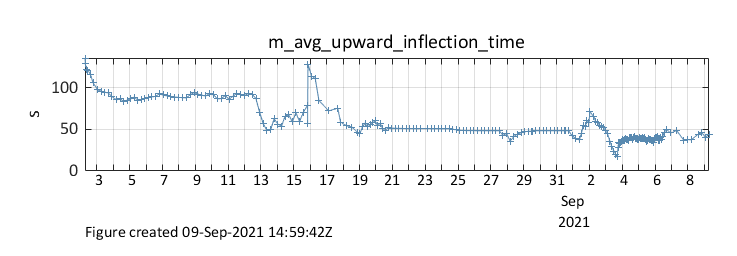 m_avg_upward_inflection_time
100
50
0
s
3 5 7 9 11 13 15 17 19 21 23 25 27 29 31 2 4 6 8
Sep
2021
Figure created 09-Sep-2021 14:59:42Z